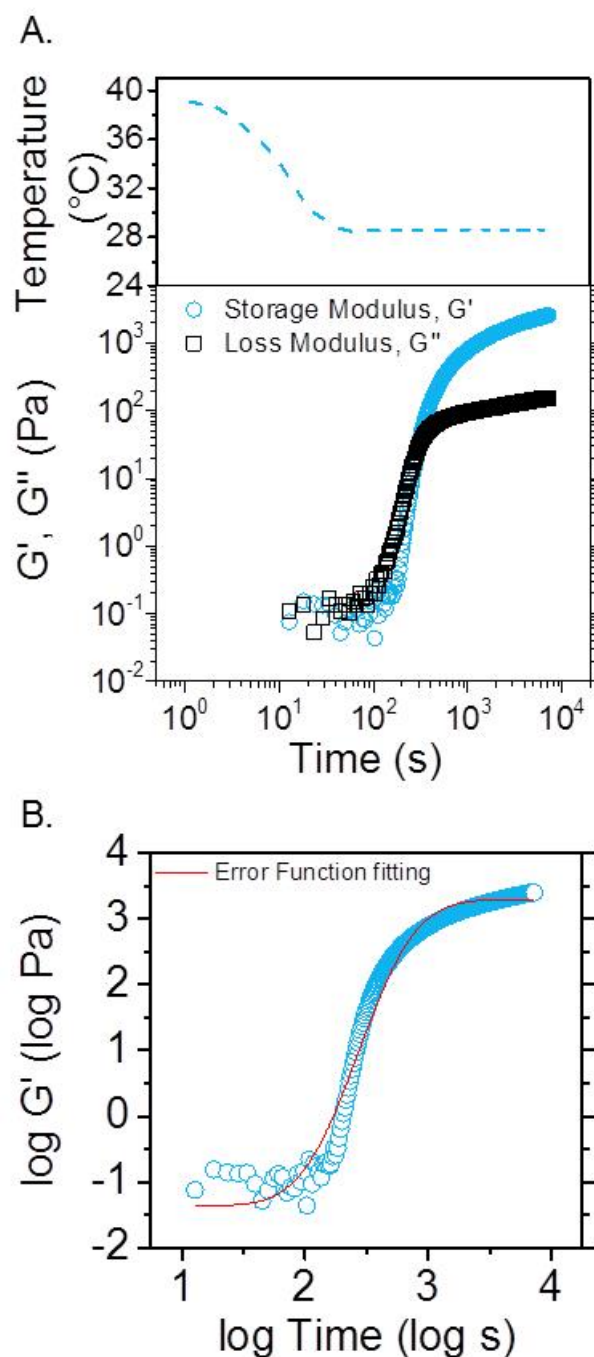 A.
Temperature
(°C)
40
36
32
28
24
Storage Modulus, G'
Loss Modulus, G"
G', G" (Pa)
10³
10²
10¹
10⁰
10⁻¹
10⁻²
10⁰ 10¹ 10² 10³ 10⁴
Time (s)
B.
Error Function fitting
log G' (log Pa)
4
3
2
1
0
-1
-2
1 2 3 4
log Time (log s)